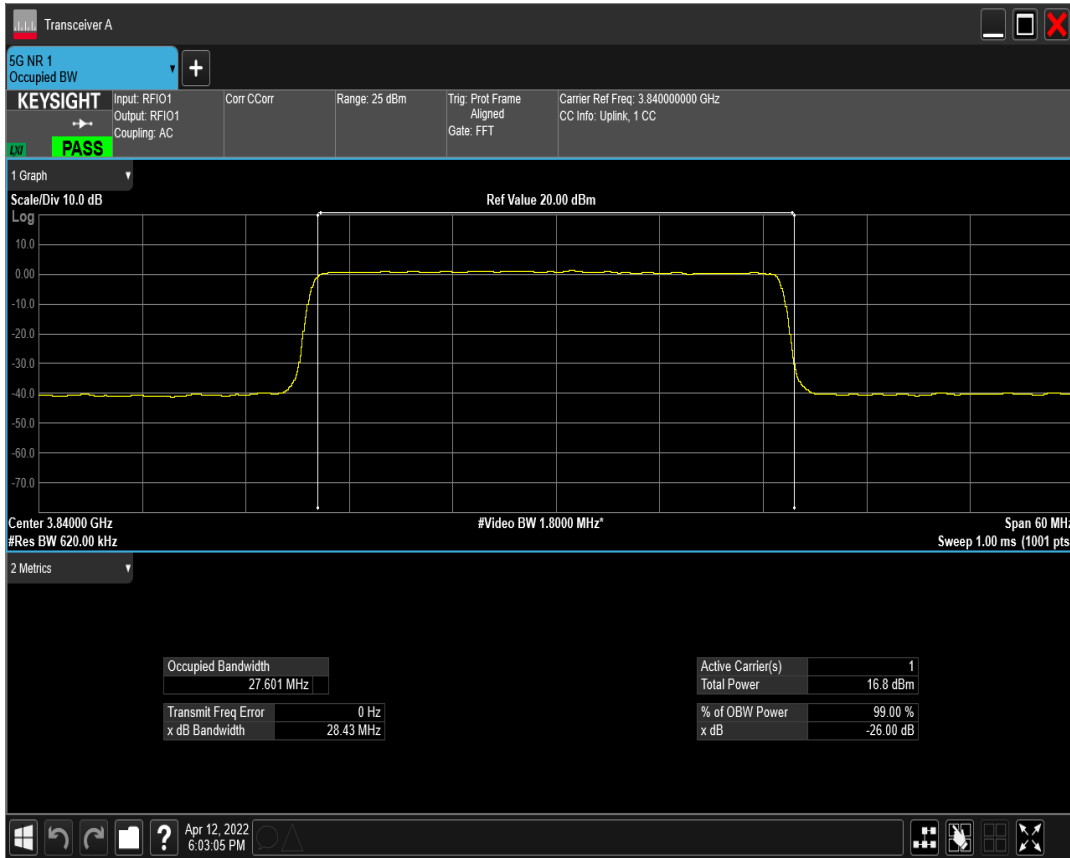 Transceiver A
5G NR 1
Occupied BW
KEYSIGHT
LXI
PASS
Input: RFIO1
Output: RFIO1
Coupling: AC
Corr CCorr
Range: 25 dBm
Trig: Prot Frame
Aligned
Gate: FFT
Carrier Ref Freq: 3.840000000 GHz
CC Info: Uplink, 1 CC
1 Graph
Scale/Div 10.0 dB
Ref Value 20.00 dBm
Log
10.0
0.00
-10.0
-20.0
-30.0
-40.0
-50.0
-60.0
-70.0
Center 3.84000 GHz
#Video BW 1.8000 MHz*
Span 60 MHz
#Res BW 620.00 kHz
Sweep 1.00 ms (1001 pts
2 Metrics
Occupied Bandwidth
27.601 MHz
Transmit Freq Error 0 Hz
x dB Bandwidth 28.43 MHz
Active Carrier(s) 1
Total Power 16.8 dBm
% of OBW Power 99.00 %
x dB -26.00 dB
?
Apr 12, 2022
6:03:05 PM